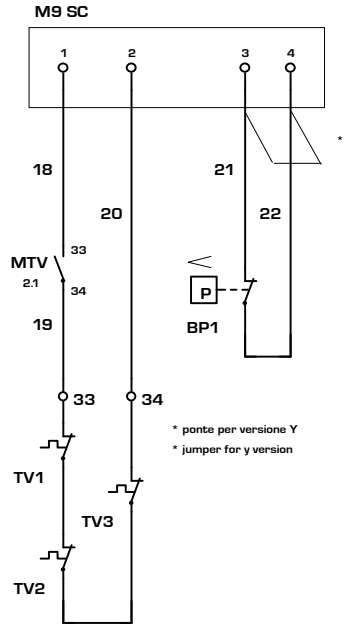 M9 SC
1 2 3 4
*
18 21
20 22
33
MTV
2.1
34
P
19
BP1
33 34
* ponte per versione Y
* jumper for y version
TV1
TV3
TV2